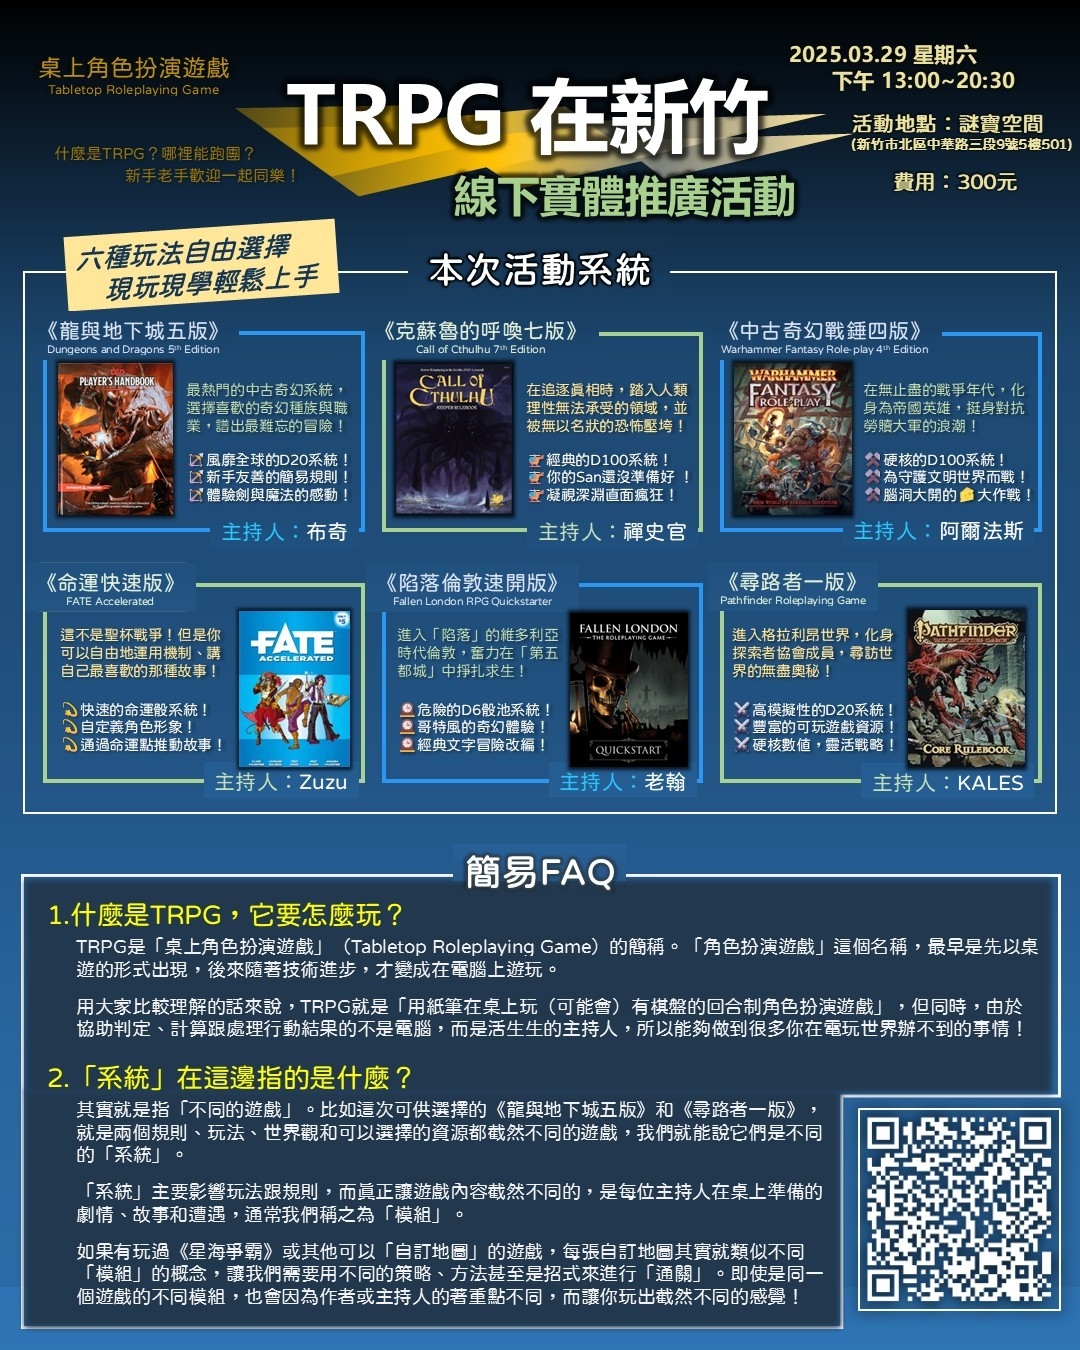 桌上角色扮演遊戲
Tabletop Roleplaying Game
什麼是TRPG？哪裡能跑團？
新手老手歡迎一起同樂！
TRPG 在新竹
線下實體推廣活動
2025.03.29 星期六
下午 13:00~20:30
活動地點：謎寶空間
(新竹市北區中華路三段9號5樓501)
費用：300元
六種玩法自由選擇
現玩現學輕鬆上手
本次活動系統
《龍與地下城五版》
Dungeons and Dragons 5th Edition
PLAYER'S HANDBOOK
最熱門的中古奇幻系統，
選擇喜歡的奇幻種族與職
業，譜出最難忘的冒險！
風靡全球的D20系統！
新手友善的簡易規則！
體驗劍與魔法的感動！
主持人：布奇
《克蘇魯的呼喚七版》
Call of Cthulhu 7th Edition
CALL of
CTHULHU
KEEPER RULEBOOK
在追逐真相時，踏入人類
理性無法承受的領域，並
被無以名狀的恐怖壓垮！
經典的D100系統！
你的San還沒準備好 ！
凝視深淵直面瘋狂！
主持人：禪史官
《中古奇幻戰錘四版》
Warhammer Fantasy Role-play 4th Edition
WARHAMMER
FANTASY
ROLE-PLAY
在無止盡的戰爭年代，化
身為帝國英雄，挺身對抗
勞贖大軍的浪潮！
硬核的D100系統！
為守護文明世界而戰！
腦洞大開的🧀大作戰！
主持人：阿爾法斯
《命運快速版》
FATE Accelerated
這不是聖杯戰爭！但是你
可以自由地運用機制、講
自己最喜歡的那種故事！
快速的命運骰系統！
自定義角色形象！
通過命運點推動故事！
FATE
ACCELERATED
主持人：Zuzu
《陷落倫敦速開版》
Fallen London RPG Quickstarter
進入「陷落」的維多利亞
時代倫敦，奮力在「第五
都城」中掙扎求生！
危險的D6骰池系統！
哥特風的奇幻體驗！
經典文字冒險改編！
FALLEN LONDON
THE ROLEPLAYING GAME
QUICKSTART
主持人：老翰
《尋路者一版》
Pathfinder Roleplaying Game
進入格拉利昂世界，化身
探索者協會成員，尋訪世
界的無盡奧秘！
高模擬性的D20系統！
豐富的可玩遊戲資源！
硬核數值，靈活戰略！
PATHFINDER
CORE RULEBOOK
主持人：KALES
簡易FAQ
1.什麼是TRPG，它要怎麼玩？
TRPG是「桌上角色扮演遊戲」（Tabletop Roleplaying Game）的簡稱。「角色扮演遊戲」這個名稱，最早是先以桌
遊的形式出現，後來隨著技術進步，才變成在電腦上遊玩。
用大家比較理解的話來說，TRPG就是「用紙筆在桌上玩（可能會）有棋盤的回合制角色扮演遊戲」，但同時，由於
協助判定、計算跟處理行動結果的不是電腦，而是活生生的主持人，所以能夠做到很多你在電玩世界辦不到的事情！
2.「系統」在這邊指的是什麼？
其實就是指「不同的遊戲」。比如這次可供選擇的《龍與地下城五版》和《尋路者一版》，
就是兩個規則、玩法、世界觀和可以選擇的資源都截然不同的遊戲，我們就能說它們是不同
的「系統」。
「系統」主要影響玩法跟規則，而真正讓遊戲內容截然不同的，是每位主持人在桌上準備的
劇情、故事和遭遇，通常我們稱之為「模組」。
如果有玩過《星海爭霸》或其他可以「自訂地圖」的遊戲，每張自訂地圖其實就類似不同
「模組」的概念，讓我們需要用不同的策略、方法甚至是招式來進行「通關」。即使是同一
個遊戲的不同模組，也會因為作者或主持人的著重點不同，而讓你玩出截然不同的感覺！